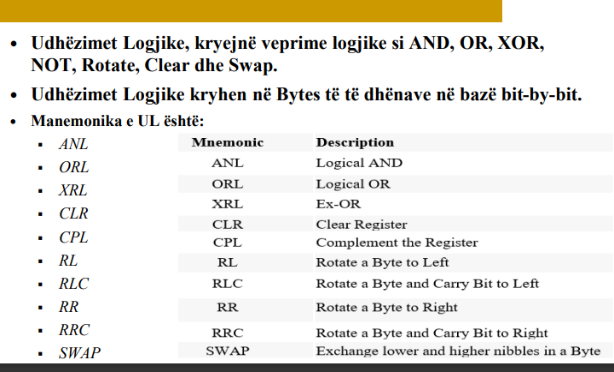 • Udhëzimet Logjike, kryejnë veprime logjike si AND, OR, XOR,
NOT, Rotate, Clear dhe Swap.
• Udhëzimet Logjike kryhen në Bytes të të dhënave në bazë bit-by-bit.
• Manemonika e UL është:
▪ ANL
▪ ORL
▪ XRL
▪ CLR
▪ CPL
▪ RL
▪ RLC
▪ RR
▪ RRC
▪ SWAP
Mnemonic Description
ANL Logical AND
ORL Logical OR
XRL Ex-OR
CLR Clear Register
CPL Complement the Register
RL Rotate a Byte to Left
RLC Rotate a Byte and Carry Bit to Left
RR Rotate a Byte to Right
RRC Rotate a Byte and Carry Bit to Right
SWAP Exchange lower and higher nibbles in a Byte